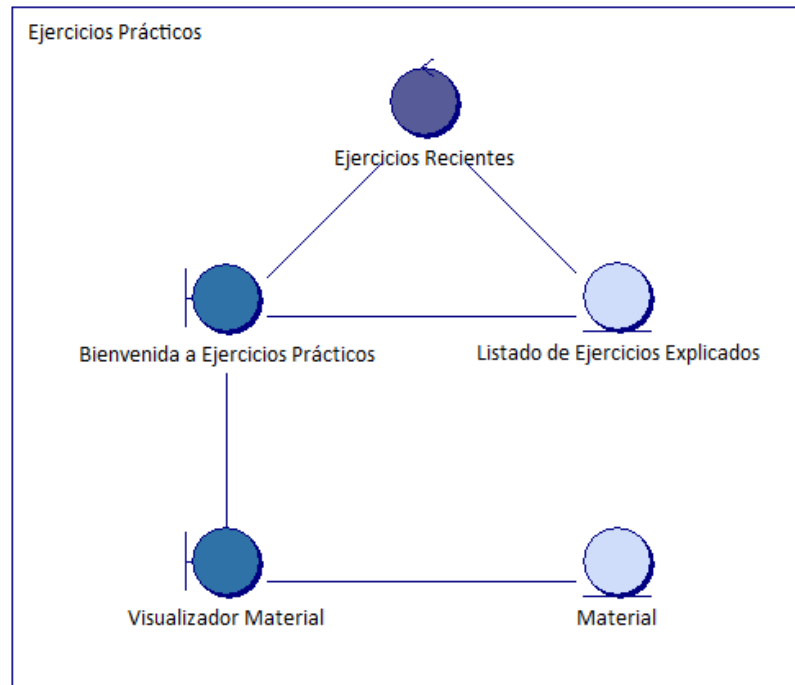 Ejercicios Prácticos
Ejercicios Recientes
Bienvenida a Ejercicios Prácticos
Listado de Ejercicios Explicados
Visualizador Material
Material